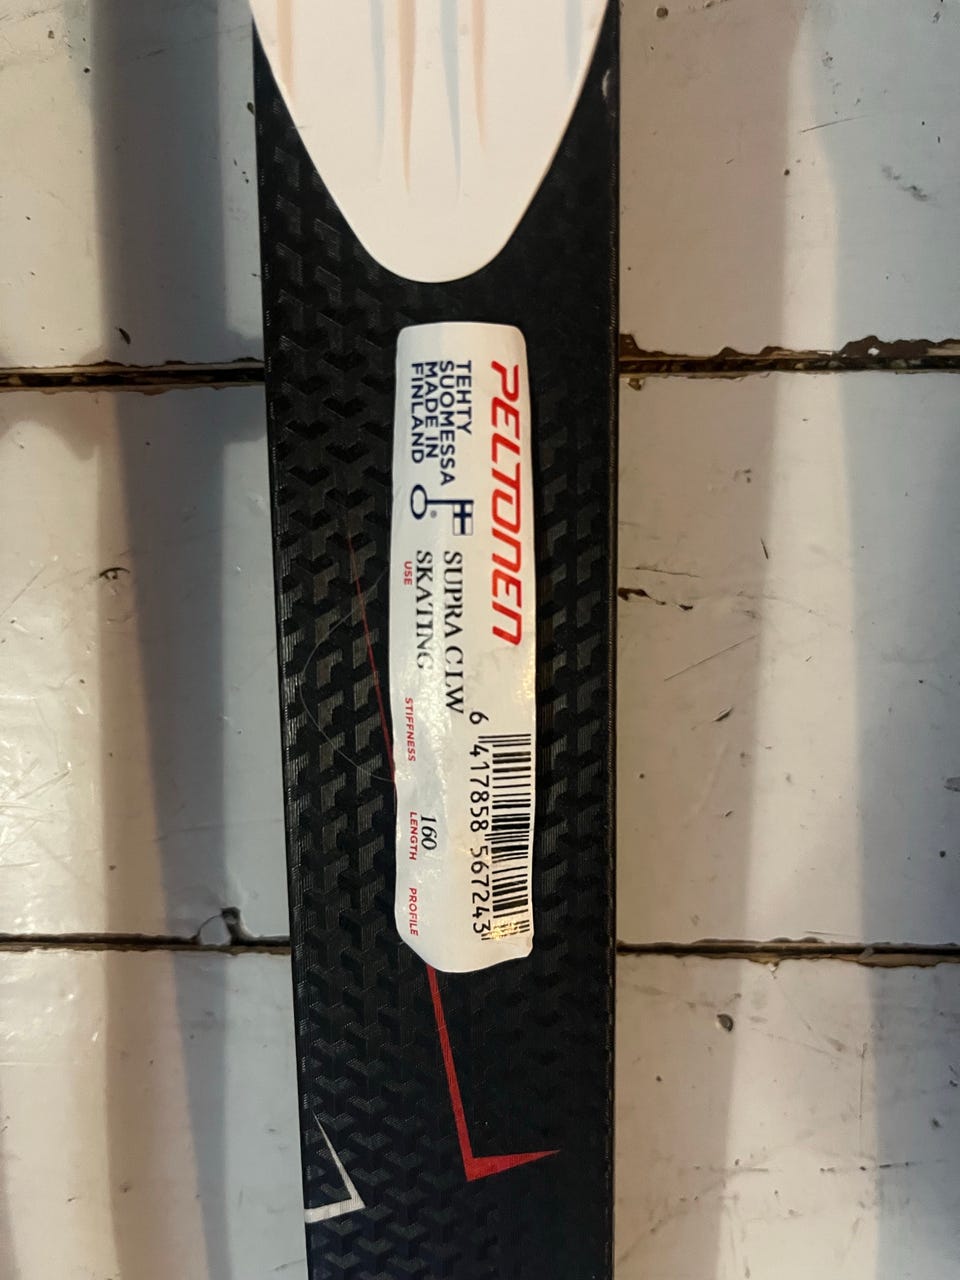 PELTONEN
TEHTY
SUOMESSA
MADE IN
FINLAND
SUPRA CLW
SKATING
USE
STIFFNESS
160
LENGTH
PROFILE
6 417858 567243